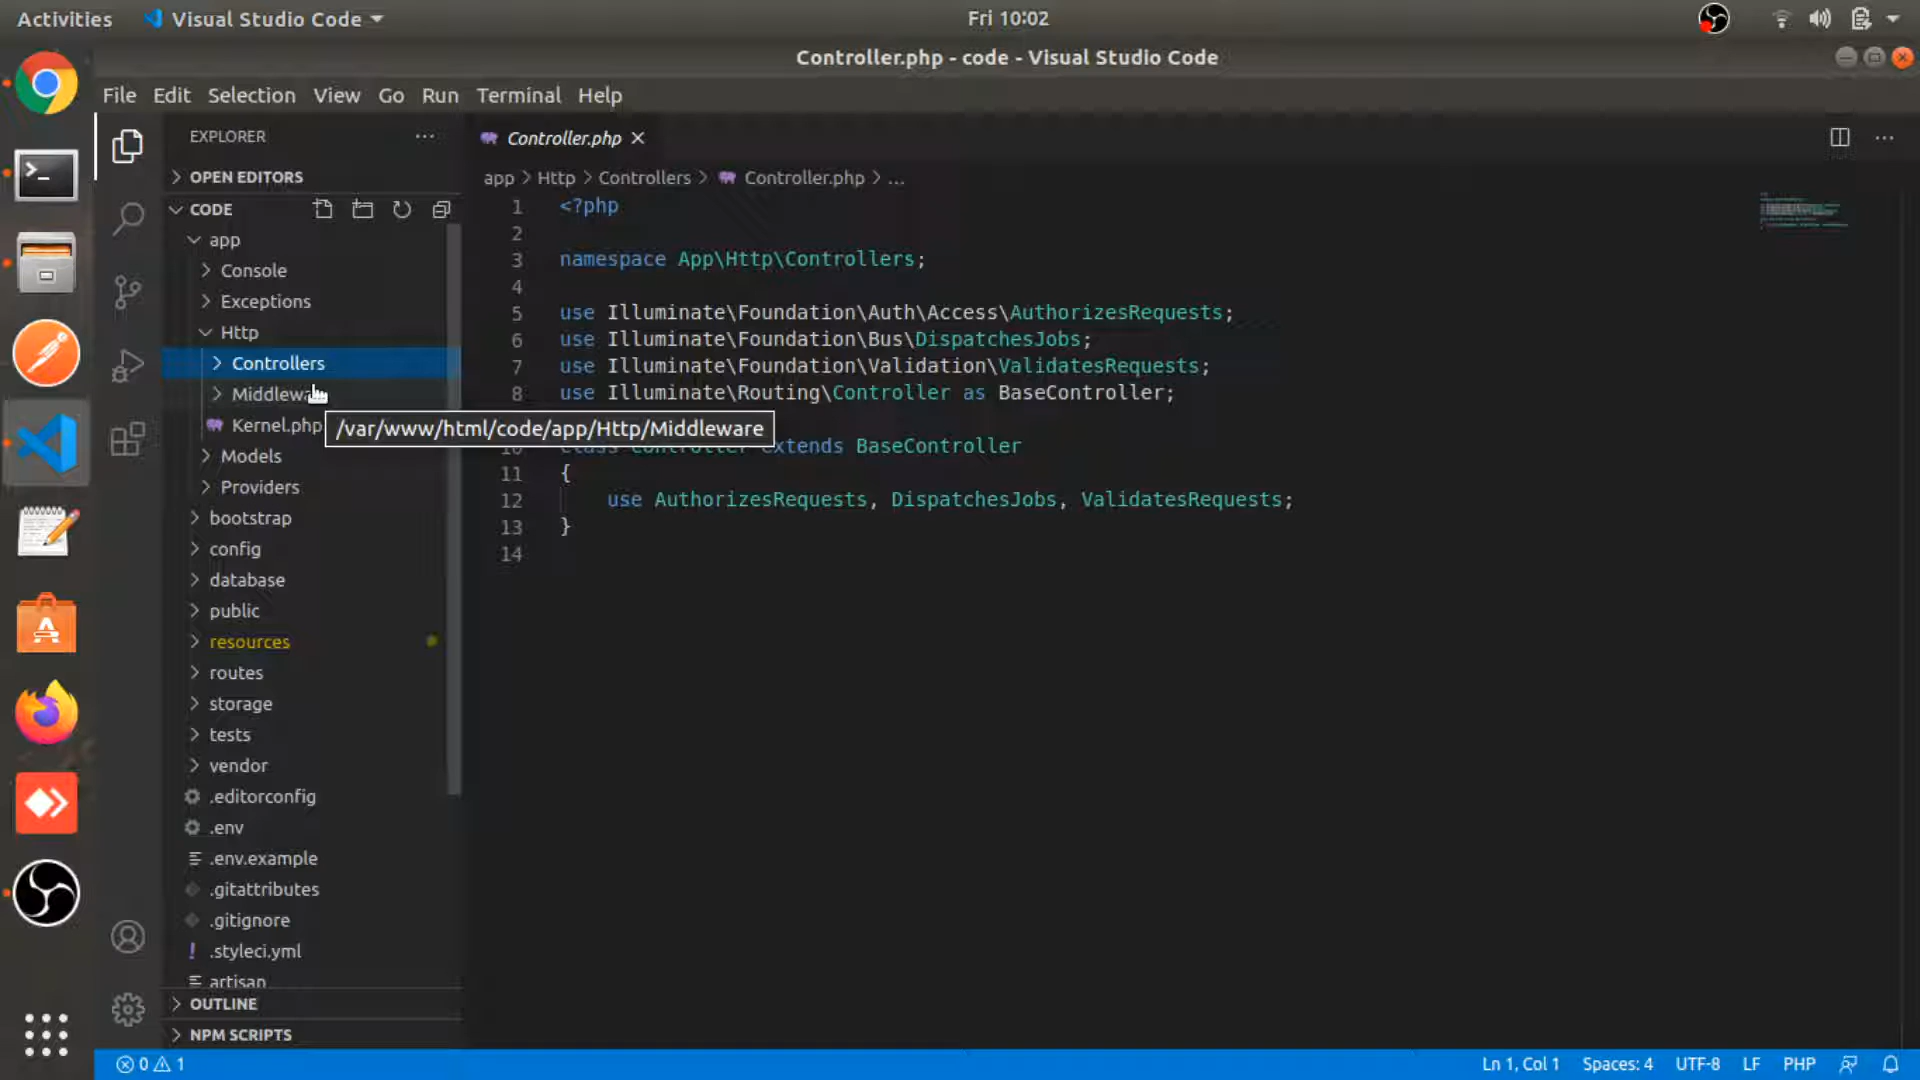 Activities
Visual Studio Code
Fri 10:02
Controller.php - code - Visual Studio Code
File Edit Selection View Go Run Terminal Help
EXPLORER
OPEN EDITORS
CODE
app
Console
Exceptions
Http
Controllers
Middlewa
Kernel.php
Models
Providers
bootstrap
config
database
public
resources
routes
storage
tests
vendor
.editorconfig
.env
.env.example
.gitattributes
.gitignore
.styleci.yml
artisan
OUTLINE
NPM SCRIPTS
/var/www/html/code/app/Http/Middleware
Controller.php
app > Http > Controllers > Controller.php > ...
1 <?php
2
3 namespace App\Http\Controllers;
4
5 use Illuminate\Foundation\Auth\Access\AuthorizesRequests;
6 use Illuminate\Foundation\Bus\DispatchesJobs;
7 use Illuminate\Foundation\Validation\ValidatesRequests;
8 use Illuminate\Routing\Controller as BaseController;
10 class Controller extends BaseController
11 {
12 use AuthorizesRequests, DispatchesJobs, ValidatesRequests;
13 }
14
0 1
Ln 1, Col 1 Spaces: 4 UTF-8 LF PHP